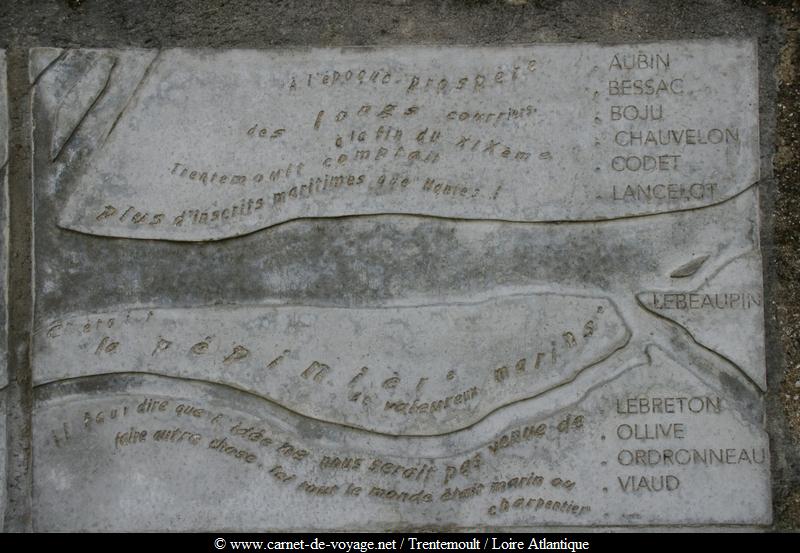 à l'époque prospère
des longs courriers
à la fin du XIXème
Trentemoult comptait
Plus d'inscrits maritimes que Nantes !
. AUBIN
. BESSAC
. BOJU
. CHAUVELON
. CODET
. LANCELOT
. LEBEAUPIN
C'était
la pépinière
de valeureux marins
il faut dire que l'idée ne nous serait pas venue de
faire autre chose. Ici tout le monde était marin ou
charpentier
. LEBRETON
. OLLIVE
. ORDRONNEAU
. VIAUD
© www.carnet-de-voyage.net / Trentemoult / Loire Atlantique